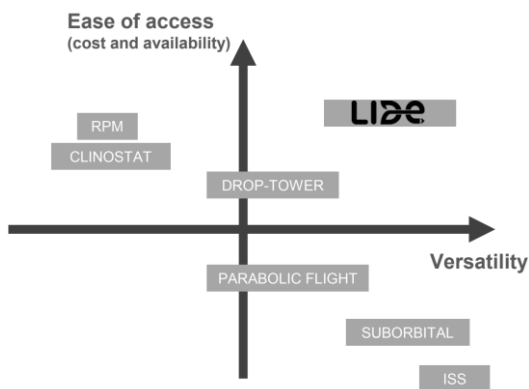 Ease of access
(cost and availability)
LIDE
RPM
CLINOSTAT
DROP-TOWER
Versatility
PARABOLIC FLIGHT
SUBORBITAL
ISS